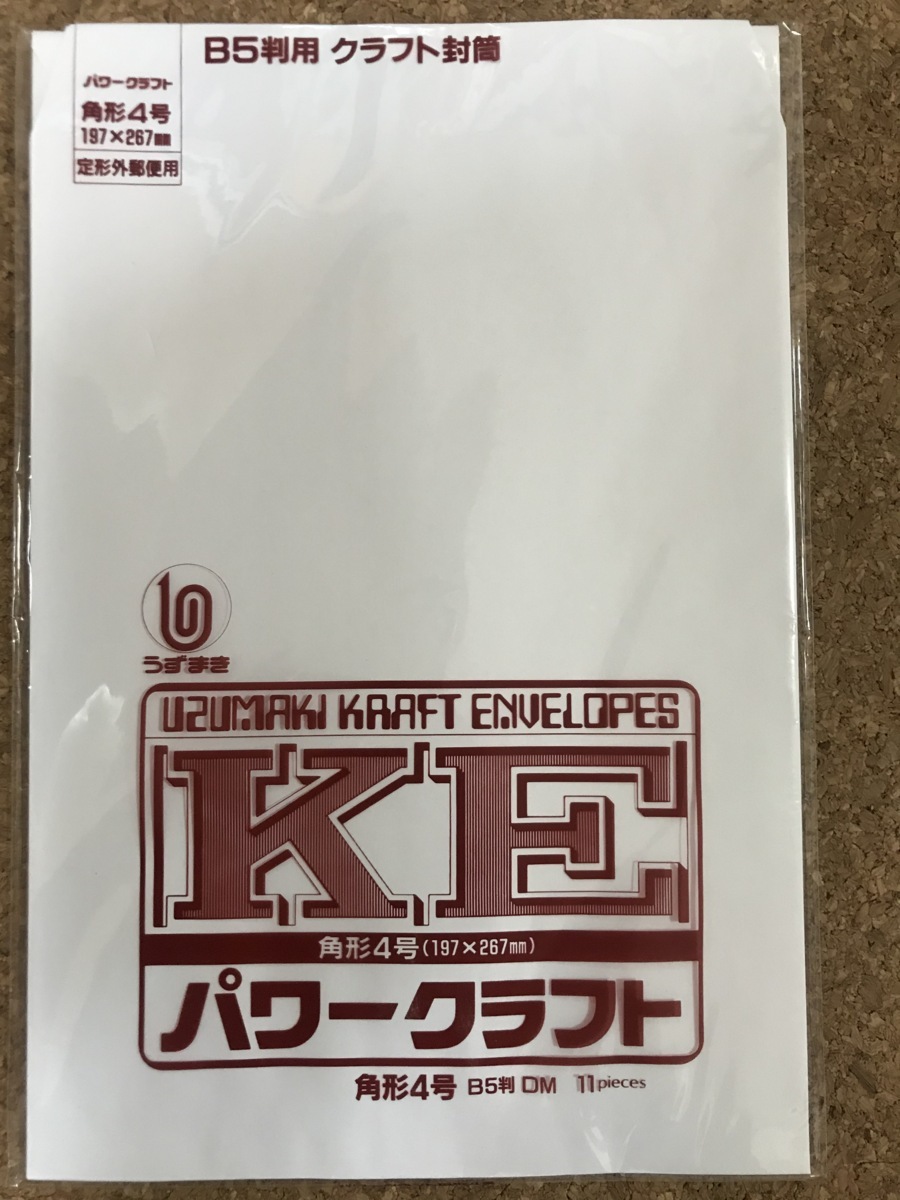 B5判用 クラフト封筒
パワークラフト
角形4号
197×267mm
定形外郵便用
うずまき
UZUMAKI KRAFT ENVELOPES
KE
角形4号(197×267mm)
パワークラフト
角形4号 B5判 DM 11pieces